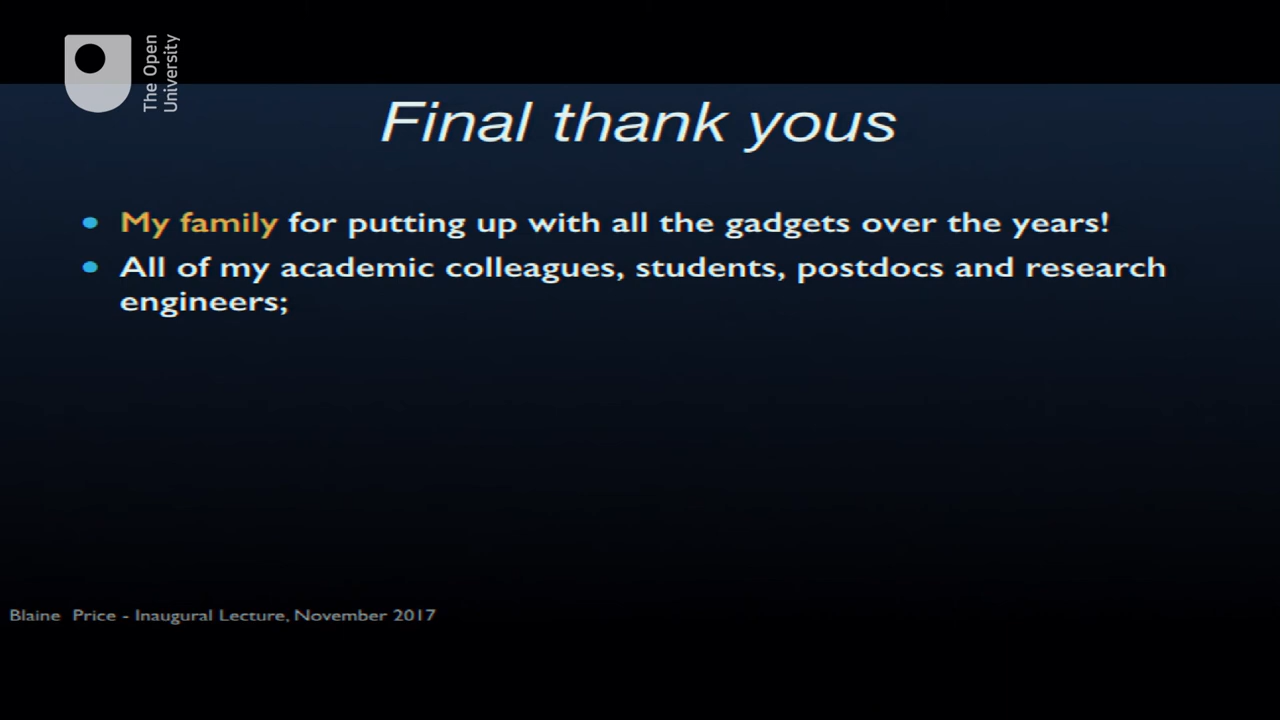 The Open
University
Final thank yous
My family for putting up with all the gadgets over the years!
All of my academic colleagues, students, postdocs and research
engineers;
Blaine Price - Inaugural Lecture, November 2017